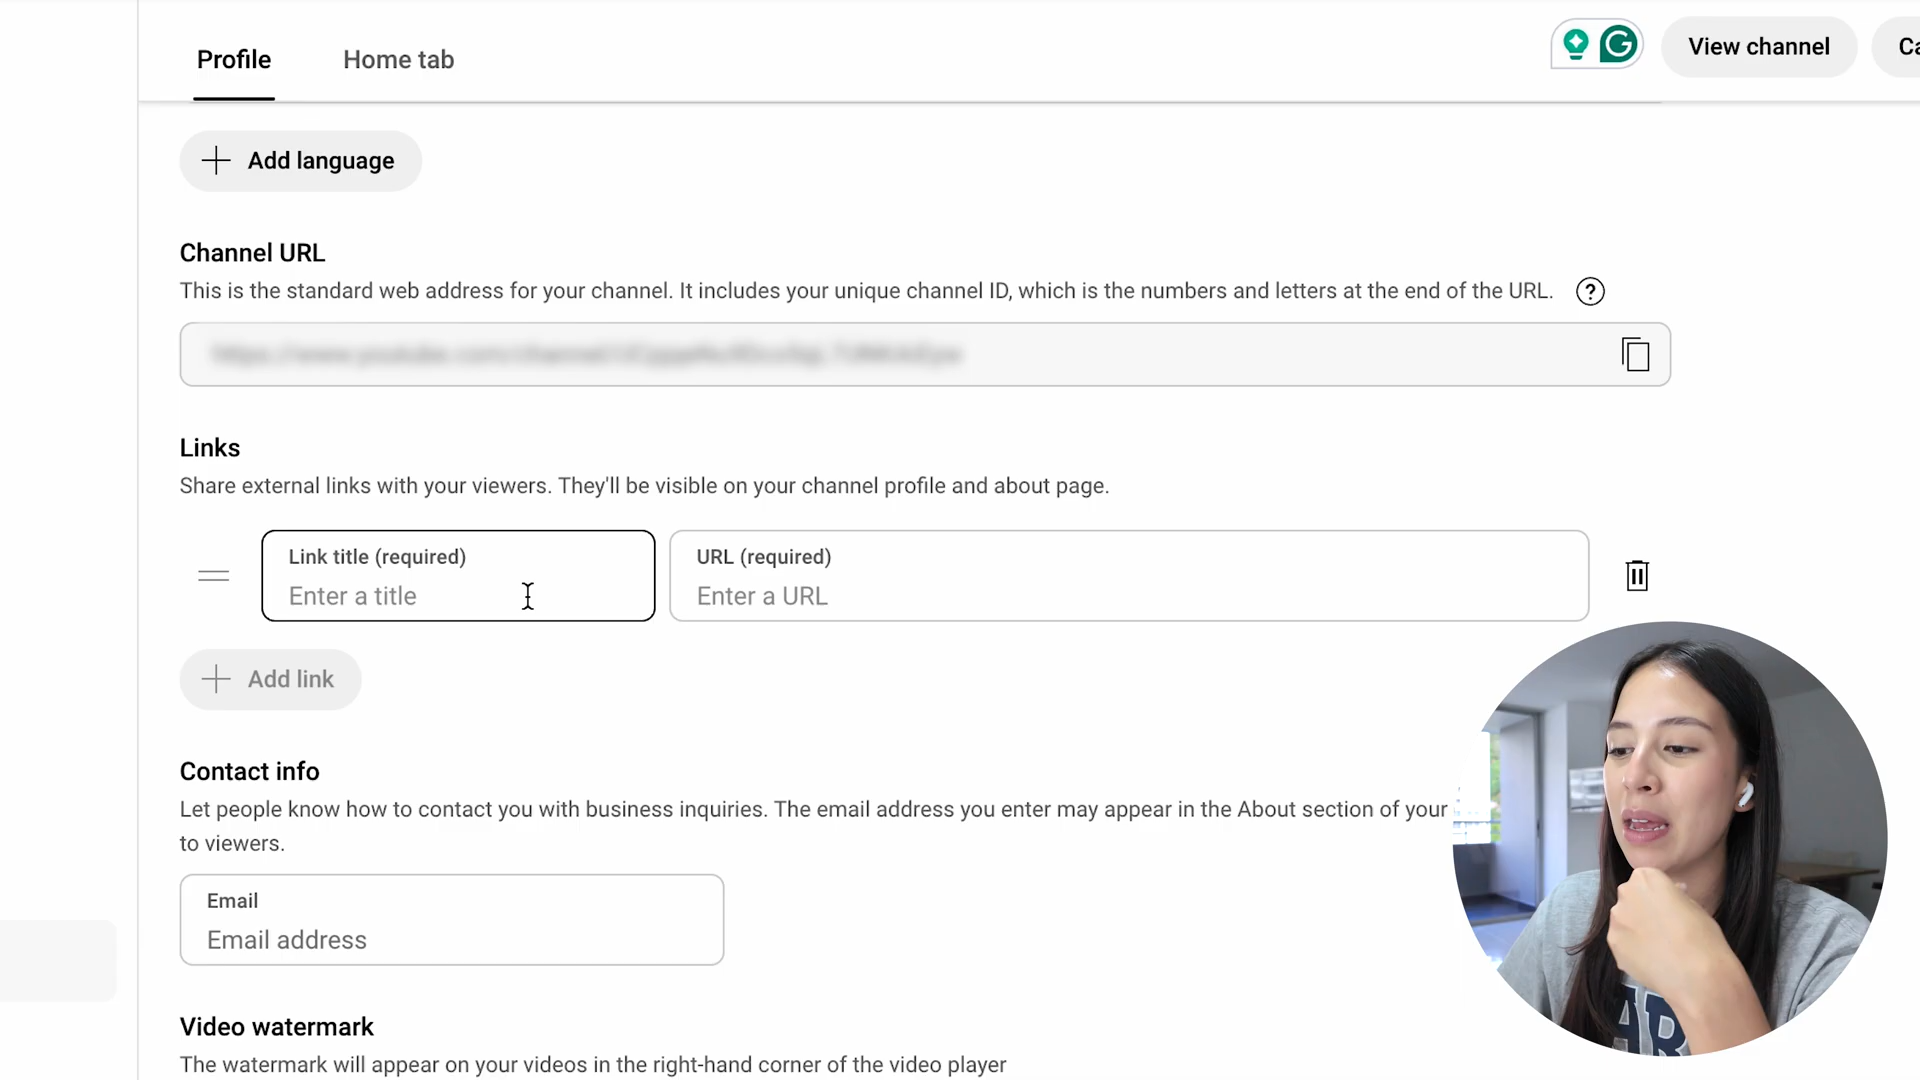 Profile
Home tab
View channel
Add language
Channel URL
This is the standard web address for your channel. It includes your unique channel ID, which is the numbers and letters at the end of the URL.
Links
Share external links with your viewers. They'll be visible on your channel profile and about page.
Link title (required)
Enter a title
URL (required)
Enter a URL
Add link
Contact info
Let people know how to contact you with business inquiries. The email address you enter may appear in the About section of your
to viewers.
Email
Email address
Video watermark
The watermark will appear on your videos in the right-hand corner of the video player